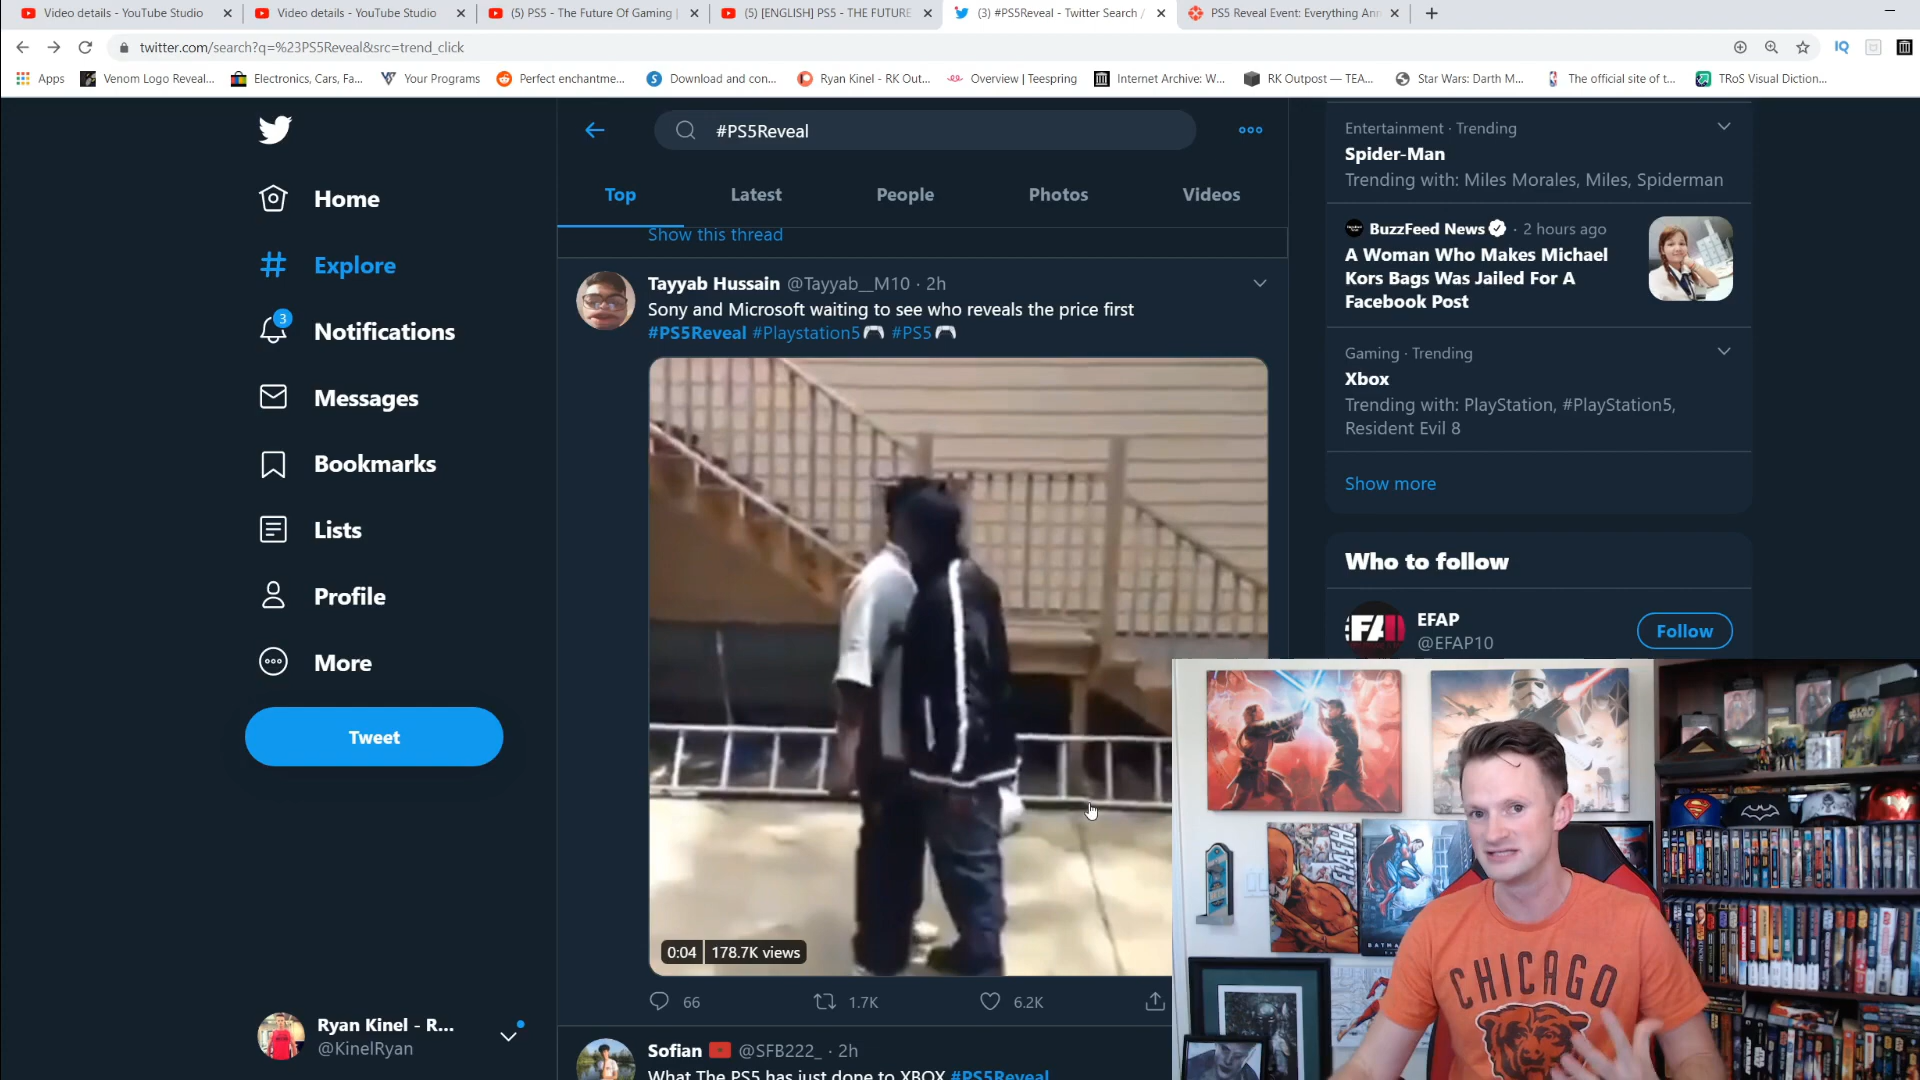 Video details - YouTube Studio
Video details - YouTube Studio
(5) PS5 - The Future Of Gaming
(5) [ENGLISH] PS5 - THE FUTURE
(3) #PS5Reveal - Twitter Search /
PS5 Reveal Event: Everything Ann
twitter.com/search?q=%23PS5Reveal&src=trend_click
IQ
Apps
Venom Logo Reveal...
Electronics, Cars, Fa...
Your Programs
Perfect enchantme...
Download and con...
Ryan Kinel - RK Out...
Overview | Teespring
Internet Archive: W...
RK Outpost — TEA...
Star Wars: Darth M...
The official site of t...
TRoS Visual Diction...
Home
Explore
3
Notifications
Messages
Bookmarks
Lists
Profile
More
Tweet
Ryan Kinel - R...
@KinelRyan
#PS5Reveal
Top
Latest
People
Photos
Videos
Show this thread
Tayyab Hussain @Tayyab__M10 · 2h
Sony and Microsoft waiting to see who reveals the price first
#PS5Reveal #Playstation5🎮 #PS5🎮
0:04
178.7K views
66
1.7K
6.2K
Sofian @SFB222_ · 2h
What The PS5 has just done to XBOX #PS5Reveal
Entertainment · Trending
Spider-Man
Trending with: Miles Morales, Miles, Spiderman
BuzzFeed News · 2 hours ago
A Woman Who Makes Michael
Kors Bags Was Jailed For A
Facebook Post
Gaming · Trending
Xbox
Trending with: PlayStation, #PlayStation5,
Resident Evil 8
Show more
Who to follow
EFAP
@EFAP10
Follow
FLASH
BATMAN
CHICAGO